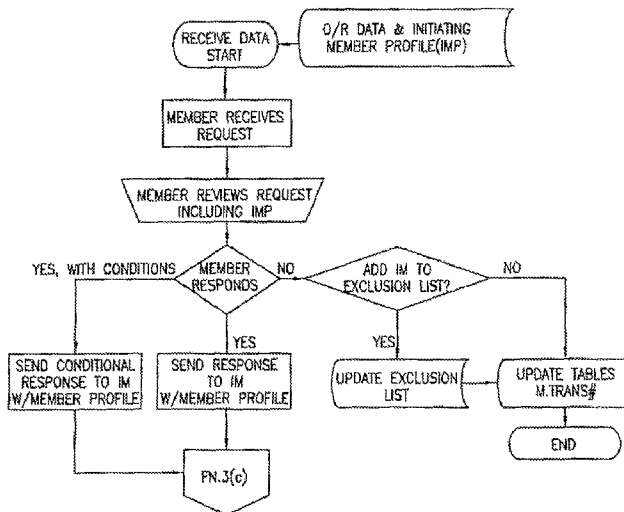 RECEIVE DATA
START
O/R DATA & INITIATING
MEMBER PROFILE(IMP)
MEMBER RECEIVES
REQUEST
MEMBER REVIEWS REQUEST
INCLUDING IMP
YES, WITH CONDITIONS
MEMBER
RESPONDS
NO
ADD IM TO
EXCLUSION LIST?
NO
YES
YES
SEND CONDITIONAL
RESPONSE TO IM
W/MEMBER PROFILE
SEND RESPONSE
TO IM
W/MEMBER PROFILE
UPDATE EXCLUSION
LIST
UPDATE TABLES
M.TRANS#
END
FN.3(c)